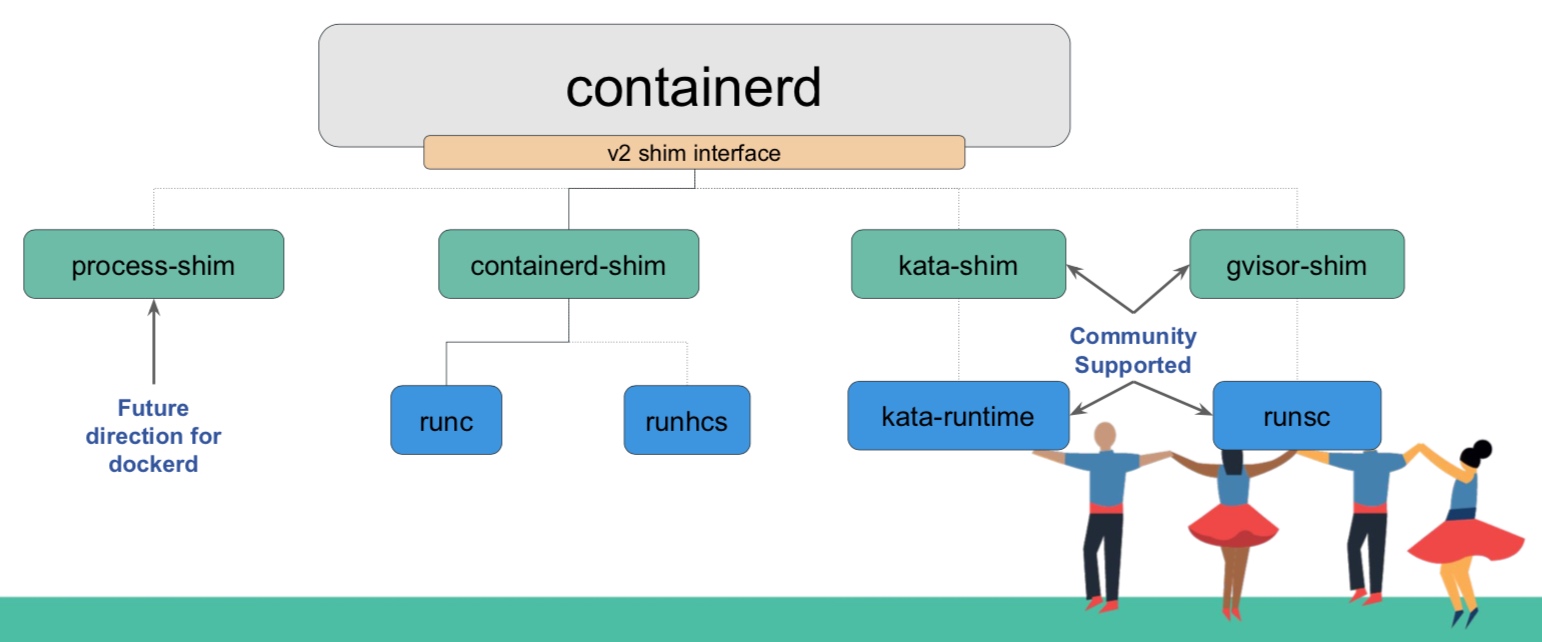 containerd
v2 shim interface
process-shim
containerd-shim
kata-shim
gvisor-shim
Community
Supported
Future
direction for
dockerd
runc
runhcs
kata-runtime
runsc